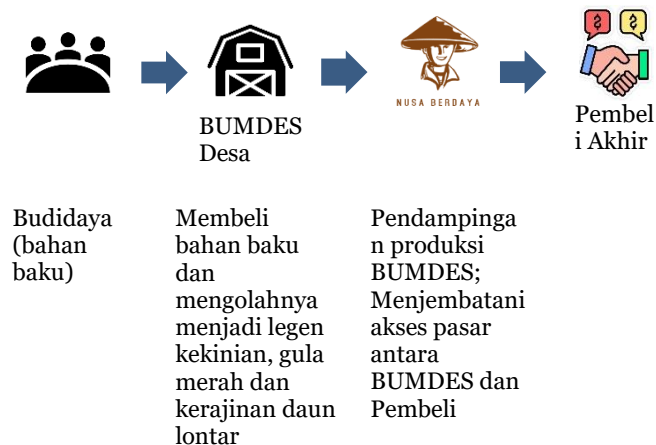 NUSA BERDAYA
BUMDES
Desa
Pembel
i Akhir
Budidaya
(bahan
baku)
Membeli
bahan baku
dan
mengolahnya
menjadi legen
kekinian, gula
merah dan
kerajinan daun
lontar
Pendampinga
n produksi
BUMDES;
Menjembatani
akses pasar
antara
BUMDES dan
Pembeli